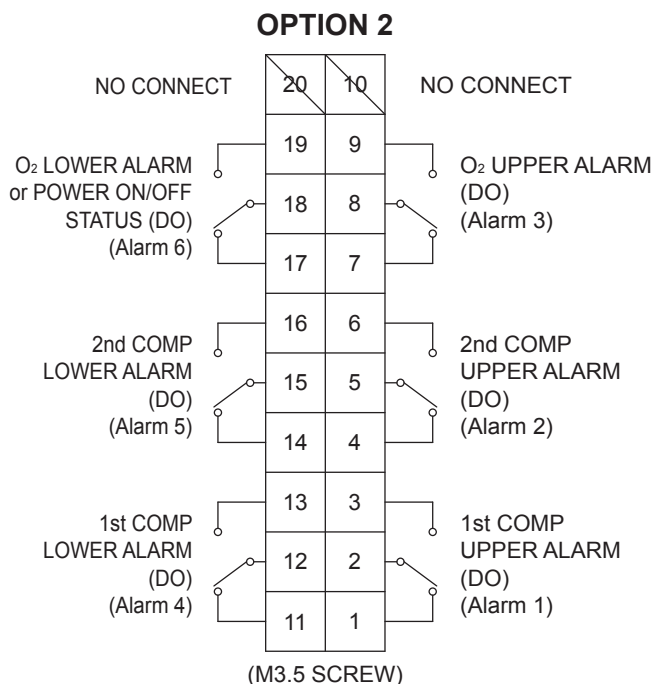 OPTION 2
NO CONNECT
20
10
NO CONNECT
19
9
O₂ LOWER ALARM
or POWER ON/OFF
STATUS (DO)
(Alarm 6)
O₂ UPPER ALARM
(DO)
(Alarm 3)
18
8
17
7
16
6
2nd COMP
LOWER ALARM
(DO)
(Alarm 5)
2nd COMP
UPPER ALARM
(DO)
(Alarm 2)
15
5
14
4
13
3
1st COMP
LOWER ALARM
(DO)
(Alarm 4)
1st COMP
UPPER ALARM
(DO)
(Alarm 1)
12
2
11
1
(M3.5 SCREW)